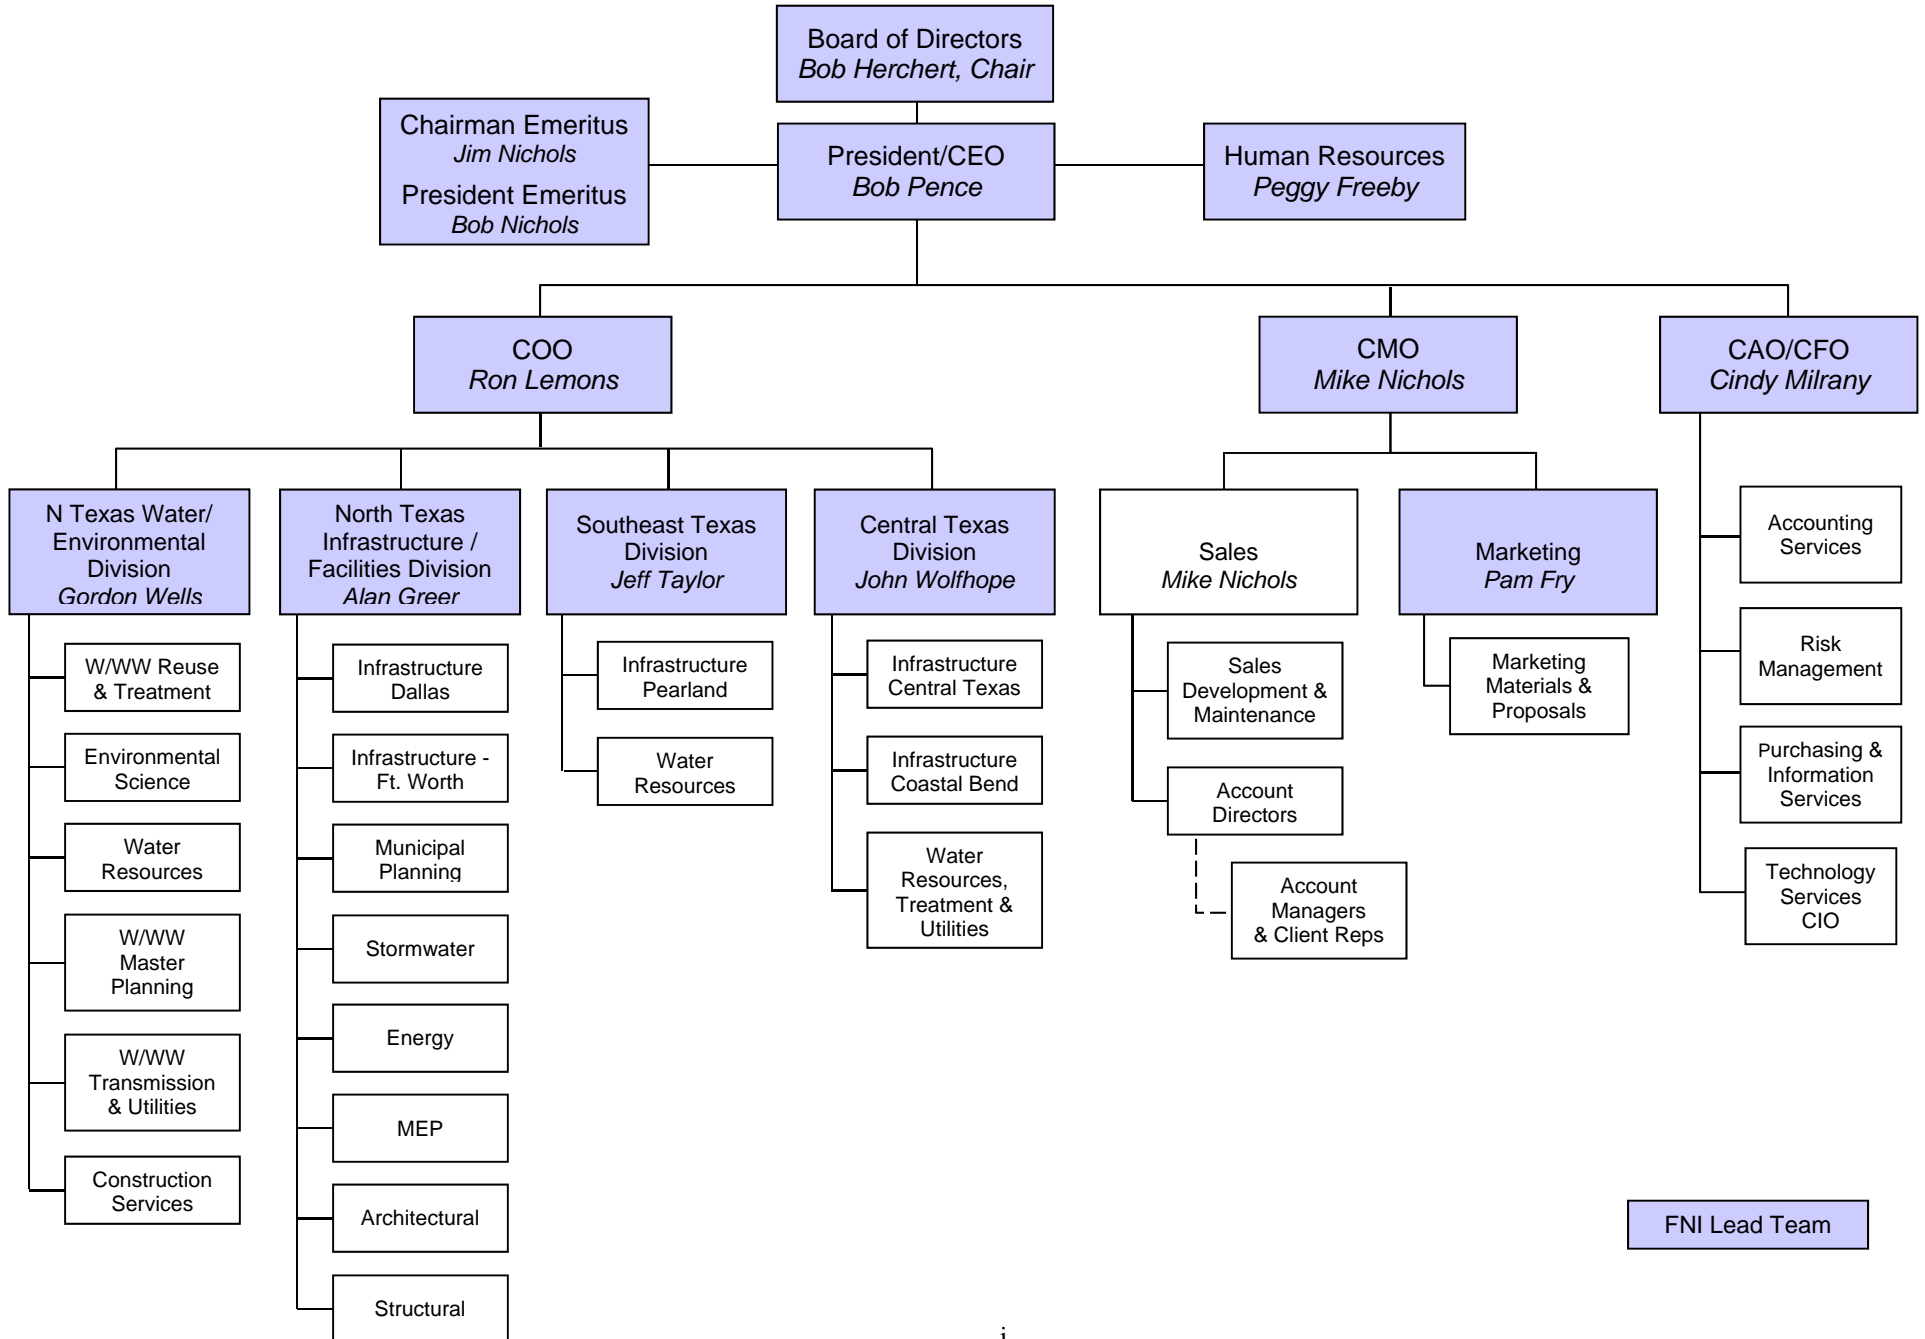 Board of Directors
Bob Herchert, Chair
Chairman Emeritus
Jim Nichols
President Emeritus
Bob Nichols
President/CEO
Bob Pence
Human Resources
Peggy Freeby
COO
Ron Lemons
CMO
Mike Nichols
CAO/CFO
Cindy Milrany
N Texas Water/
Environmental
Division
Gordon Wells
North Texas
Infrastructure /
Facilities Division
Alan Greer
Southeast Texas
Division
Jeff Taylor
Central Texas
Division
John Wolfhope
Sales
Mike Nichols
Marketing
Pam Fry
W/WW Reuse
& Treatment
Environmental
Science
Water
Resources
W/WW
Master
Planning
W/WW
Transmission
& Utilities
Construction
Services
Infrastructure
Dallas
Infrastructure -
Ft. Worth
Municipal
Planning
Stormwater
Energy
MEP
Architectural
Structural
Infrastructure
Pearland
Water
Resources
Infrastructure
Central Texas
Infrastructure
Coastal Bend
Water
Resources,
Treatment &
Utilities
Sales
Development &
Maintenance
Account
Directors
Account
Managers
& Client Reps
Marketing
Materials &
Proposals
Accounting
Services
Risk
Management
Purchasing &
Information
Services
Technology
Services
CIO
FNI Lead Team
i